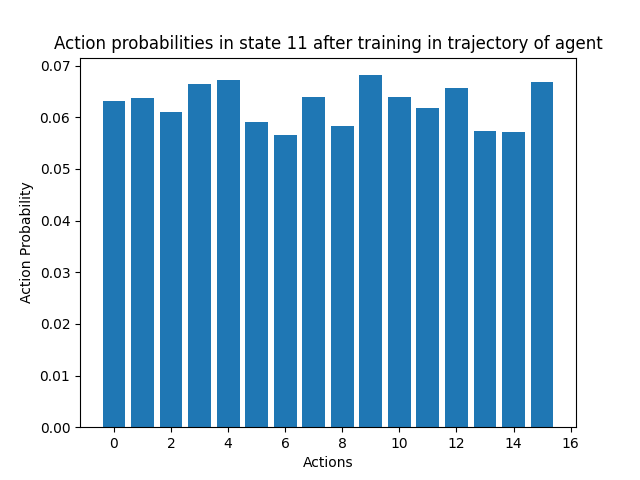 Action probabilities in state 11 after training in trajectory of agent
0.07
0.06
0.05
0.04
0.03
0.02
0.01
0.00
Action Probability
0 2 4 6 8 10 12 14 16
Actions